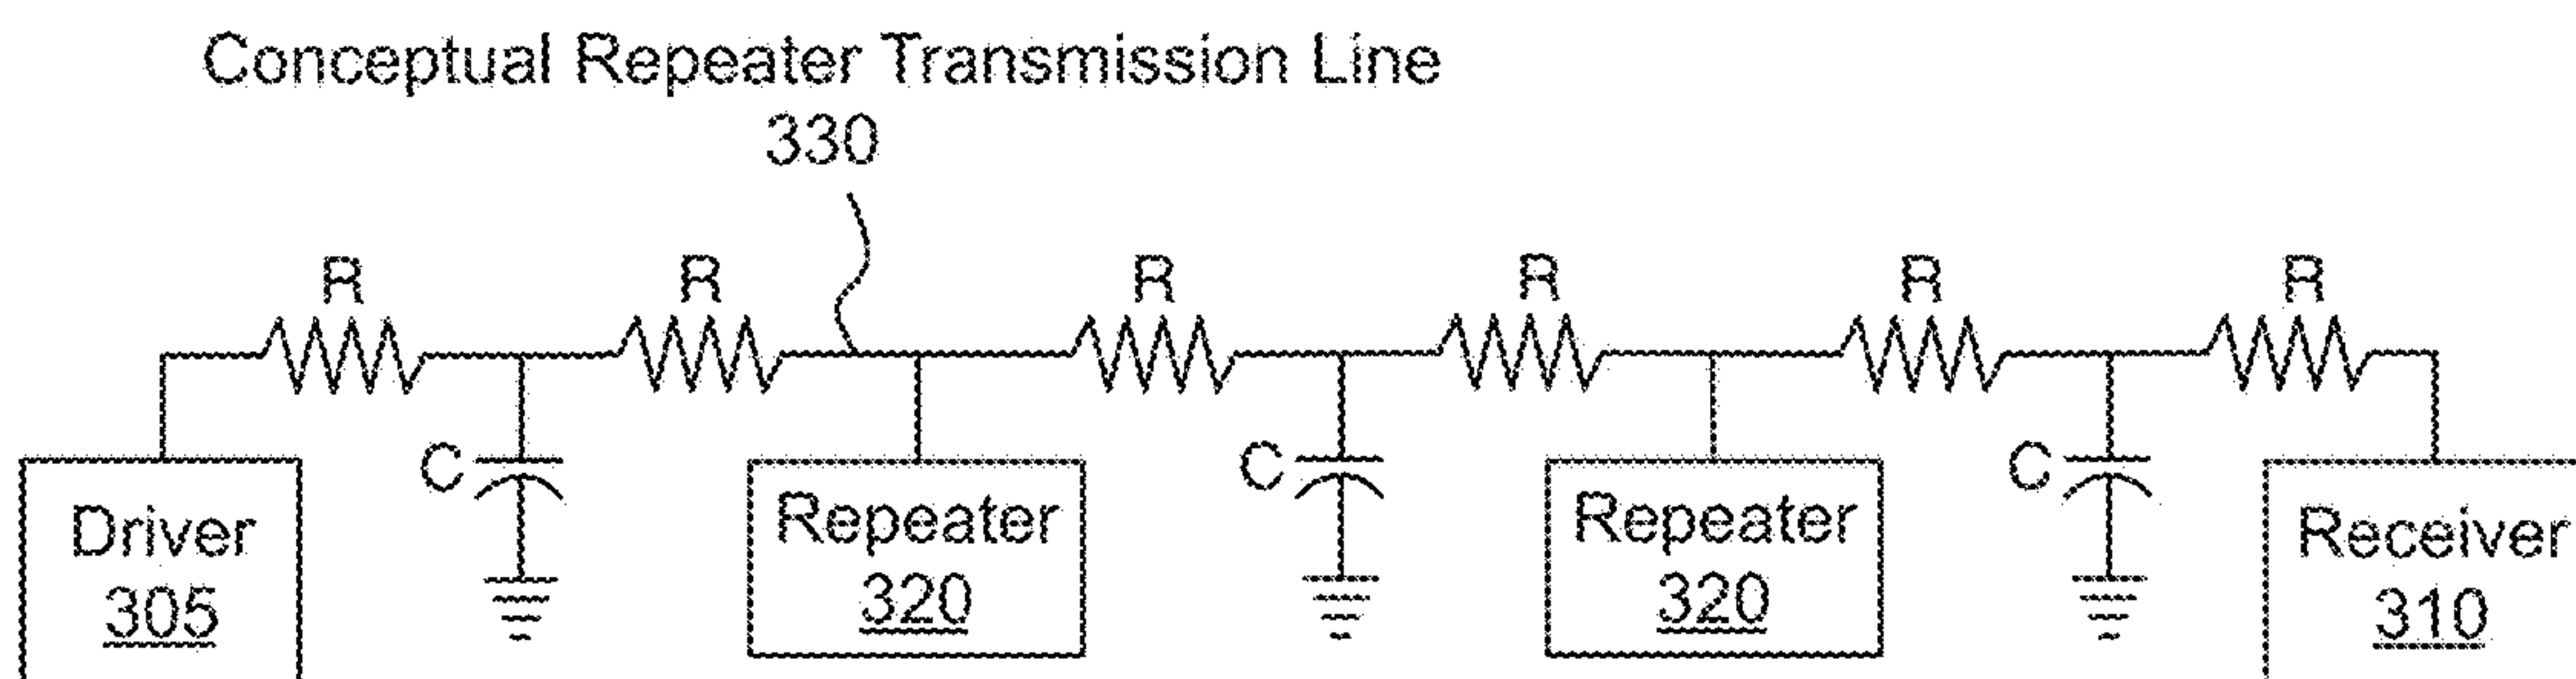 Conceptual Repeater Transmission Line
330
R R R R R R
C C C
Driver Repeater Repeater Receiver
305 320 320 310